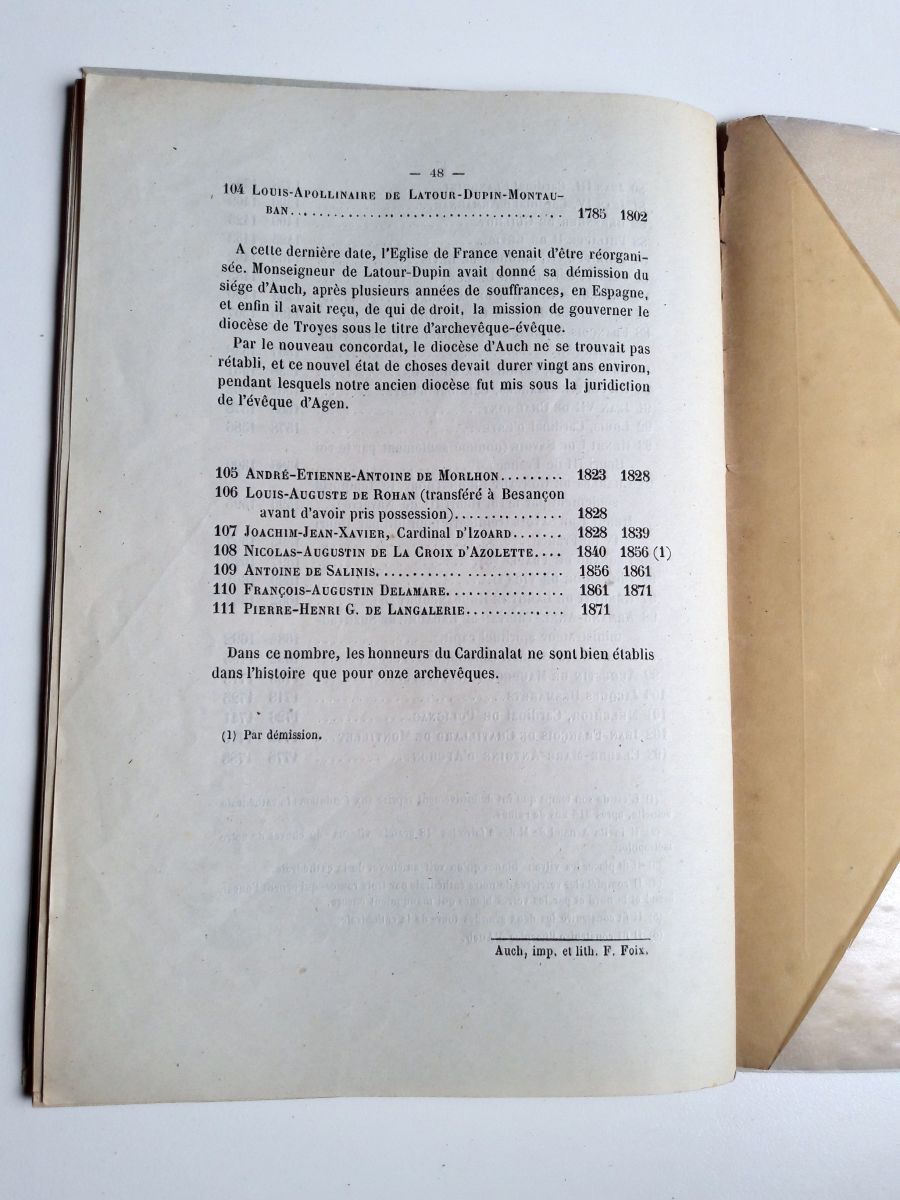 — 48 —
104 Louis-Apollinaire de Latour-Dupin-Montau-
ban........................................ 1785 1802
A cette dernière date, l'Eglise de France venait d'être réorgani-
sée. Monseigneur de Latour-Dupin avait donné sa démission du
siége d'Auch, après plusieurs années de souffrances, en Espagne,
et enfin il avait reçu, de qui de droit, la mission de gouverner le
diocèse de Troyes sous le titre d'archevêque-évêque.
Par le nouveau concordat, le diocèse d'Auch ne se trouvait pas
rétabli, et ce nouvel état de choses devait durer vingt ans environ,
pendant lesquels notre ancien diocèse fut mis sous la juridiction
de l'évêque d'Agen.
105 André-Etienne-Antoine de Morlhon......... 1823 1828
106 Louis-Auguste de Rohan (transféré à Besançon
avant d'avoir pris possession)............... 1828
107 Joachim-Jean-Xavier, Cardinal d'Izoard....... 1828 1839
108 Nicolas-Augustin de La Croix d'Azolette.... 1840 1856 (1)
109 Antoine de Salinis......................... 1856 1861
110 François-Augustin Delamare............... 1861 1871
111 Pierre-Henri G. de Langalerie............. 1871
Dans ce nombre, les honneurs du Cardinalat ne sont bien établis
dans l'histoire que pour onze archevêques.
(1) Par démission.
Auch, imp. et lith. F. Foix.